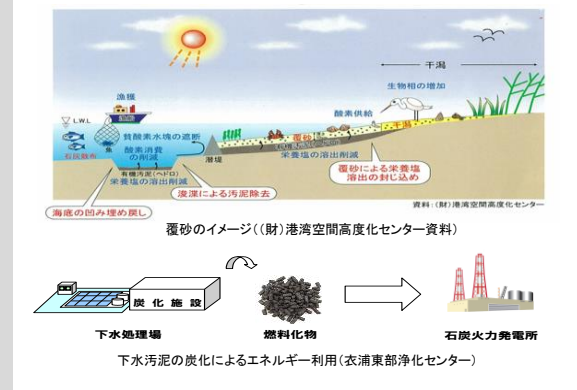 干潟
生物相の増加
漁獲
酸素供給
L.W.L
貧酸素水塊の遮断
覆砂
干潟
魚
酸素消費
の削減
石灰散布
潜堤
栄養塩の溶出削減
有機汚泥(ヘドロ)
栄養塩の溶出削減
覆砂による栄養塩
溶出の封じ込め
浚渫による汚泥除去
海底の凹み埋め戻し
資料:(財)港湾空間高度化センター
覆砂のイメージ((財)港湾空間高度化センター資料)
炭化施設
下水処理場
燃料化物
石炭火力発電所
下水汚泥の炭化によるエネルギー利用(衣浦東部浄化センター)